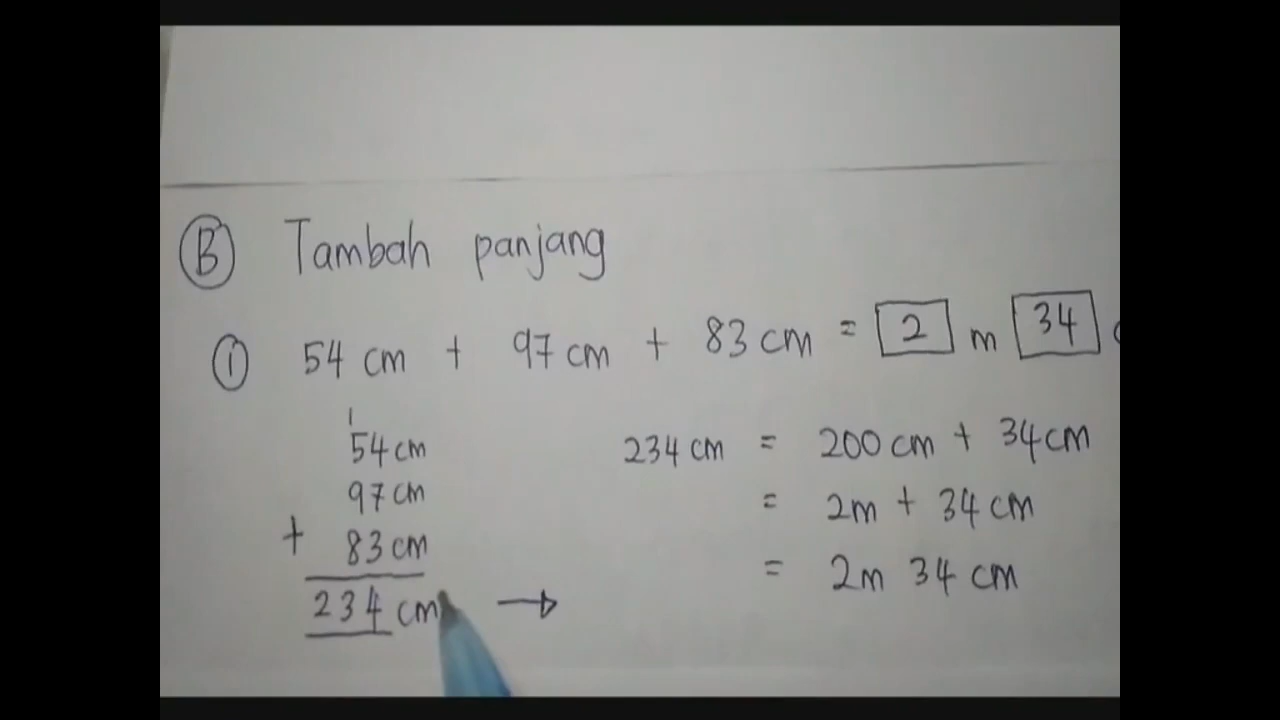 B Tambah panjang
1 54 cm + 97 cm + 83 cm = 2 m 34 c
1
54 cm
97 cm
+ 83 cm
234 cm →
234 cm = 200 cm + 34 cm
= 2m + 34 cm
= 2m 34 cm